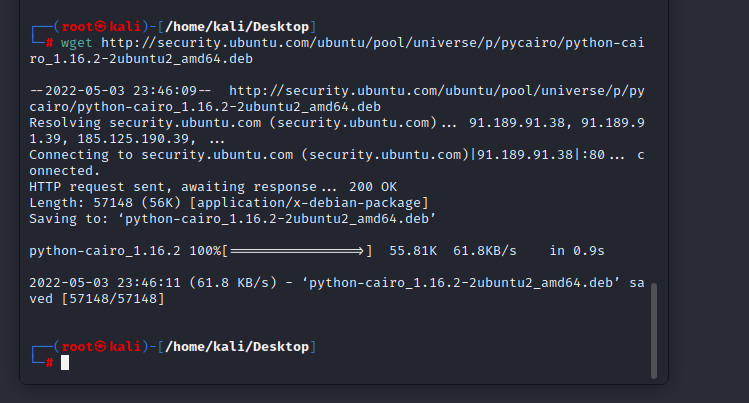 ┌──(root㉿kali)-[/home/kali/Desktop]
└─# wget http://security.ubuntu.com/ubuntu/pool/universe/p/pycairo/python-cai
ro_1.16.2-2ubuntu2_amd64.deb
--2022-05-03 23:46:09--  http://security.ubuntu.com/ubuntu/pool/universe/p/py
cairo/python-cairo_1.16.2-2ubuntu2_amd64.deb
Resolving security.ubuntu.com (security.ubuntu.com)... 91.189.91.38, 91.189.9
1.39, 185.125.190.39, ...
Connecting to security.ubuntu.com (security.ubuntu.com)|91.189.91.38|:80... c
onnected.
HTTP request sent, awaiting response... 200 OK
Length: 57148 (56K) [application/x-debian-package]
Saving to: ‘python-cairo_1.16.2-2ubuntu2_amd64.deb’
python-cairo_1.16.2 100%[=================>]  55.81K  61.8KB/s    in 0.9s
2022-05-03 23:46:11 (61.8 KB/s) - ‘python-cairo_1.16.2-2ubuntu2_amd64.deb’ sa
ved [57148/57148]
┌──(root㉿kali)-[/home/kali/Desktop]
└─#